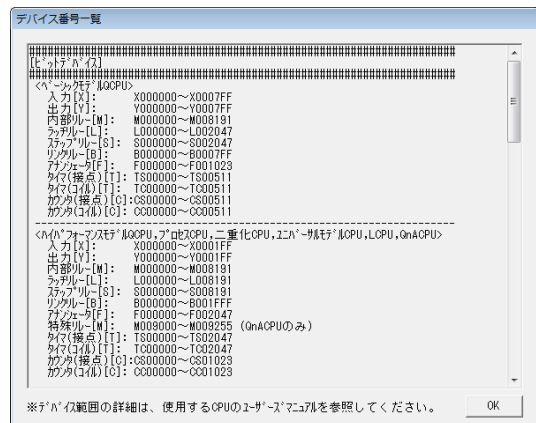 デバイス番号一覧
######################################################################
[ﾋﾞｯﾄﾃﾞﾊﾞｲｽ]
######################################################################
<ﾍﾞｰｼｯｸﾓﾃﾞﾙQCPU>
入力[X]: X000000～X0007FF
出力[Y]: Y000000～Y0007FF
内部ﾘﾚｰ[M]: M000000～M008191
ﾗｯﾁﾘﾚｰ[L]: L000000～L002047
ｽﾃｯﾌﾟﾘﾚｰ[S]: S000000～S002047
ﾘﾝｸﾘﾚｰ[B]: B000000～B0007FF
ｱﾅﾝｼｪｰﾀ[F]: F000000～F001023
ﾀｲﾏ(接点)[T]: TS00000～TS00511
ﾀｲﾏ(ｺｲﾙ)[T]: TC00000～TC00511
ｶｳﾝﾀ(接点)[C]:CS00000～CS00511
ｶｳﾝﾀ(ｺｲﾙ)[C]: CC00000～CC00511
----------------------------------------------------------------------
<ﾊｲﾊﾟﾌｫｰﾏﾝｽﾓﾃﾞﾙQCPU,ﾌﾟﾛｾｽCPU,二重化CPU,ﾕﾆﾊﾞｰｻﾙﾓﾃﾞﾙCPU,LCPU,QnACPU>
入力[X]: X000000～X0001FF
出力[Y]: Y000000～Y0001FF
内部ﾘﾚｰ[M]: M000000～M008191
ﾗｯﾁﾘﾚｰ[L]: L000000～L008191
ｽﾃｯﾌﾟﾘﾚｰ[S]: S000000～S008191
ﾘﾝｸﾘﾚｰ[B]: B000000～B001FFF
ｱﾅﾝｼｪｰﾀ[F]: F000000～F002047
特殊ﾘﾚｰ[M]: M009000～M009255 (QnACPUのみ)
ﾀｲﾏ(接点)[T]: TS00000～TS02047
ﾀｲﾏ(ｺｲﾙ)[T]: TC00000～TC02047
ｶｳﾝﾀ(接点)[C]:CS00000～CS01023
ｶｳﾝﾀ(ｺｲﾙ)[C]: CC00000～CC01023
※ﾃﾞﾊﾞｲｽ範囲の詳細は、使用するCPUのﾕｰｻﾞｰｽﾞﾏﾆｭｱﾙを参照してください。
OK